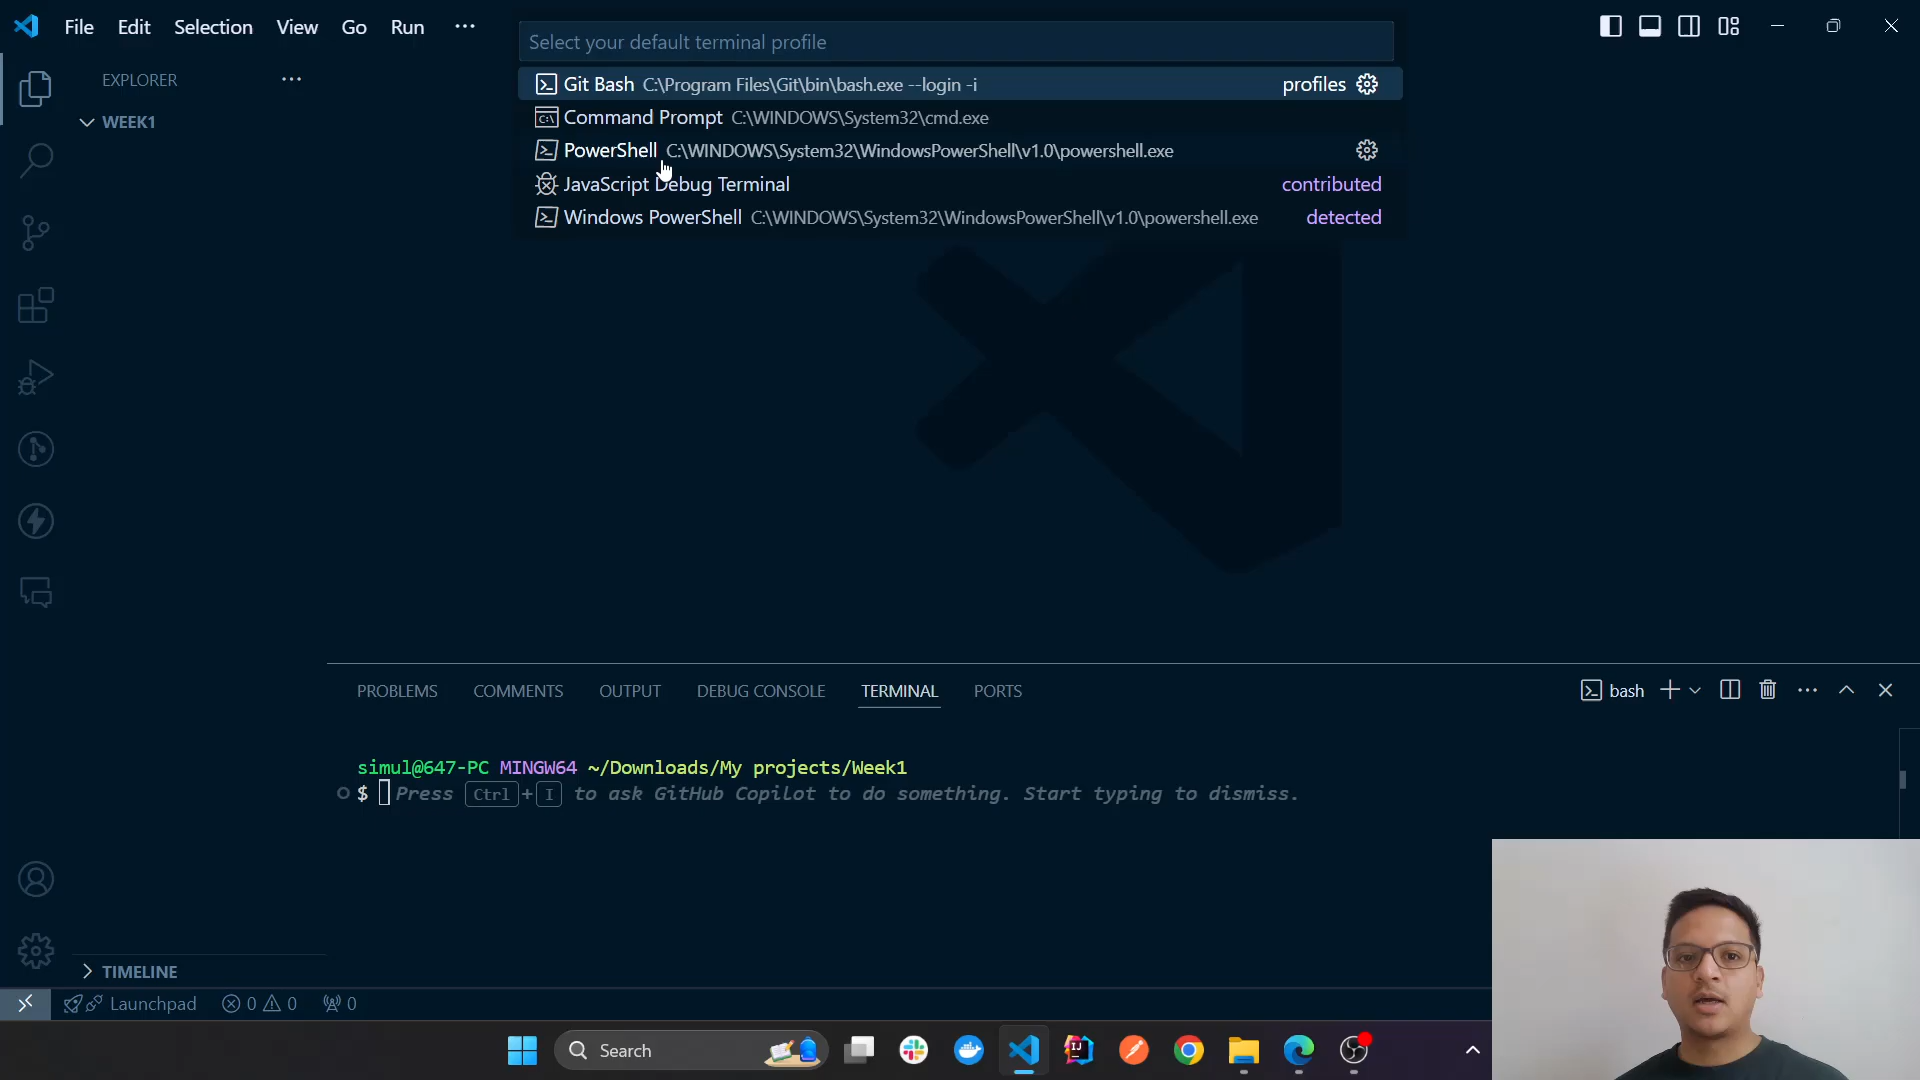 File Edit Selection View Go Run ···
Select your default terminal profile
EXPLORER ···
WEEK1
Git Bash C:\Program Files\Git\bin\bash.exe --login -i profiles
Command Prompt C:\WINDOWS\System32\cmd.exe
PowerShell C:\WINDOWS\System32\WindowsPowerShell\v1.0\powershell.exe
JavaScript Debug Terminal contributed
Windows PowerShell C:\WINDOWS\System32\WindowsPowerShell\v1.0\powershell.exe detected
PROBLEMS COMMENTS OUTPUT DEBUG CONSOLE TERMINAL PORTS bash
simul@647-PC MINGW64 ~/Downloads/My projects/Week1
$ Press Ctrl+I to ask GitHub Copilot to do something. Start typing to dismiss.
TIMELINE
Launchpad 0 0 0
Search